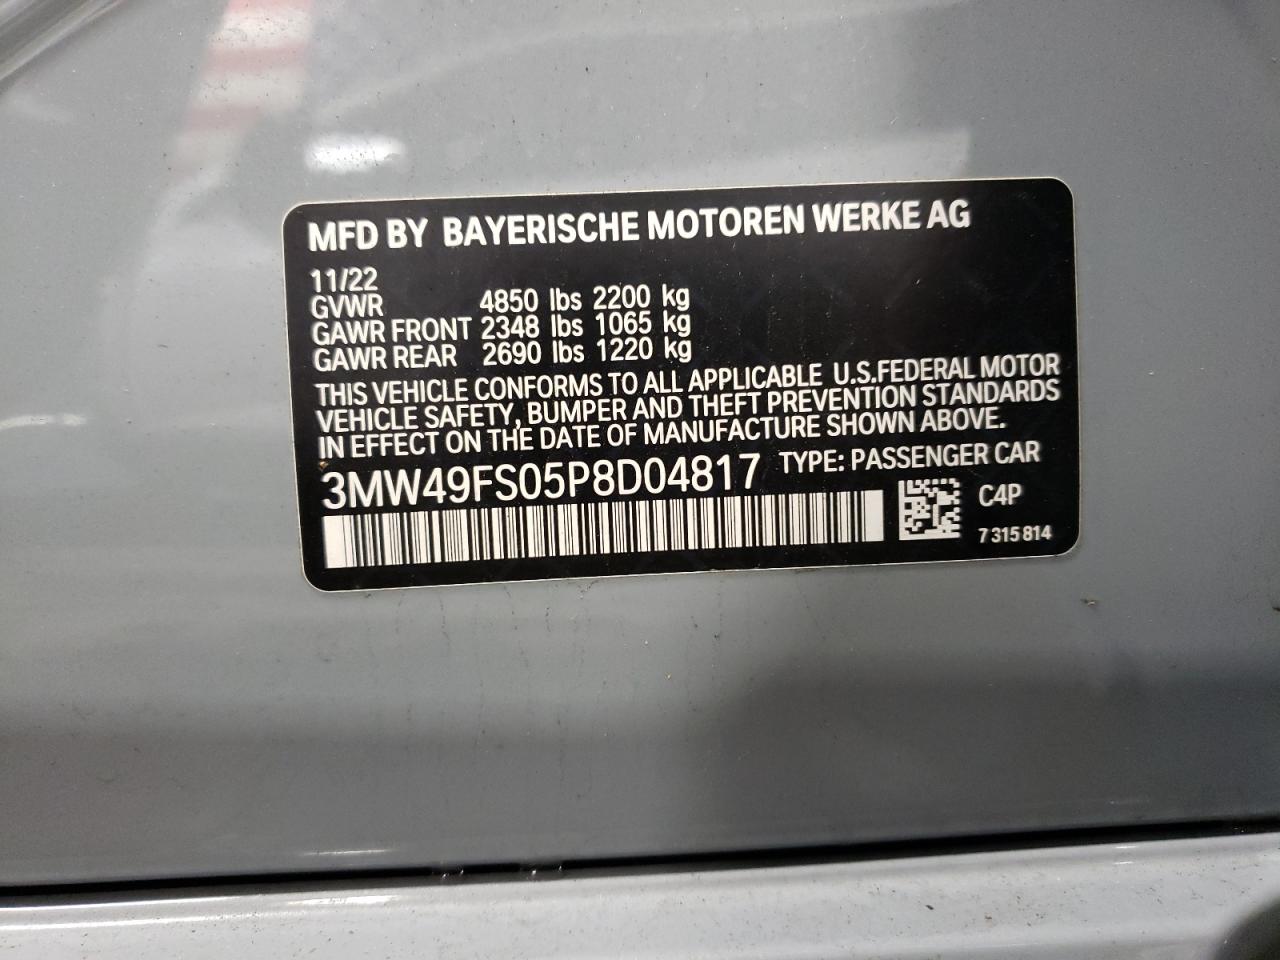 MFD BY BAYERISCHE MOTOREN WERKE AG
11/22
GVWR 4850 lbs 2200 kg
GAWR FRONT 2348 lbs 1065 kg
GAWR REAR 2690 lbs 1220 kg
THIS VEHICLE CONFORMS TO ALL APPLICABLE U.S.FEDERAL MOTOR
VEHICLE SAFETY, BUMPER AND THEFT PREVENTION STANDARDS
IN EFFECT ON THE DATE OF MANUFACTURE SHOWN ABOVE.
3MW49FS05P8D04817 TYPE: PASSENGER CAR
C4P
7 315 814